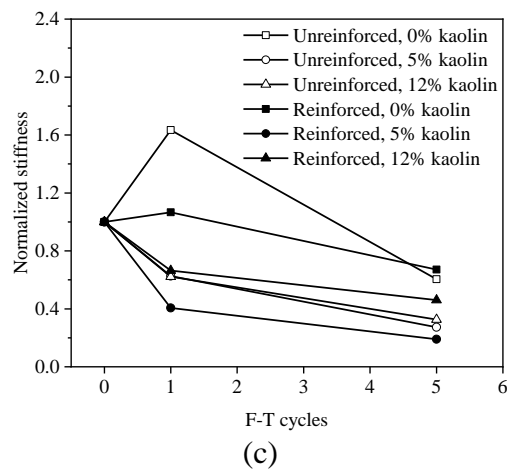 2.4
2.0
1.6
1.2
0.8
0.4
0.0
Normalized stiffness
Unreinforced, 0% kaolin
Unreinforced, 5% kaolin
Unreinforced, 12% kaolin
Reinforced, 0% kaolin
Reinforced, 5% kaolin
Reinforced, 12% kaolin
0 1 2 3 4 5 6
F-T cycles
(c)